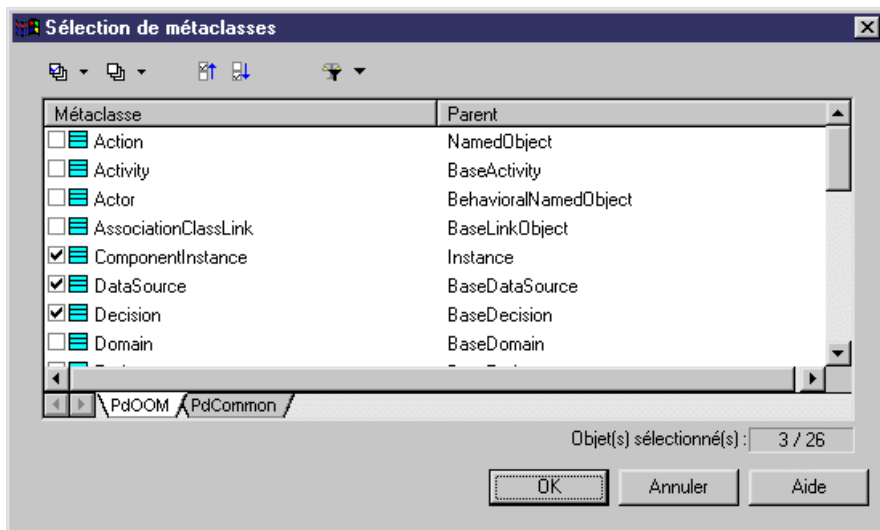 Sélection de métaclasses
Métaclasse Parent
Action NamedObject
Activity BaseActivity
Actor BehavioralNamedObject
AssociationClassLink BaseLinkObject
ComponentInstance Instance
DataSource BaseDataSource
Decision BaseDecision
Domain BaseDomain
PdOOM PdCommon
Objet(s) sélectionné(s) : 3 / 26
OK Annuler Aide